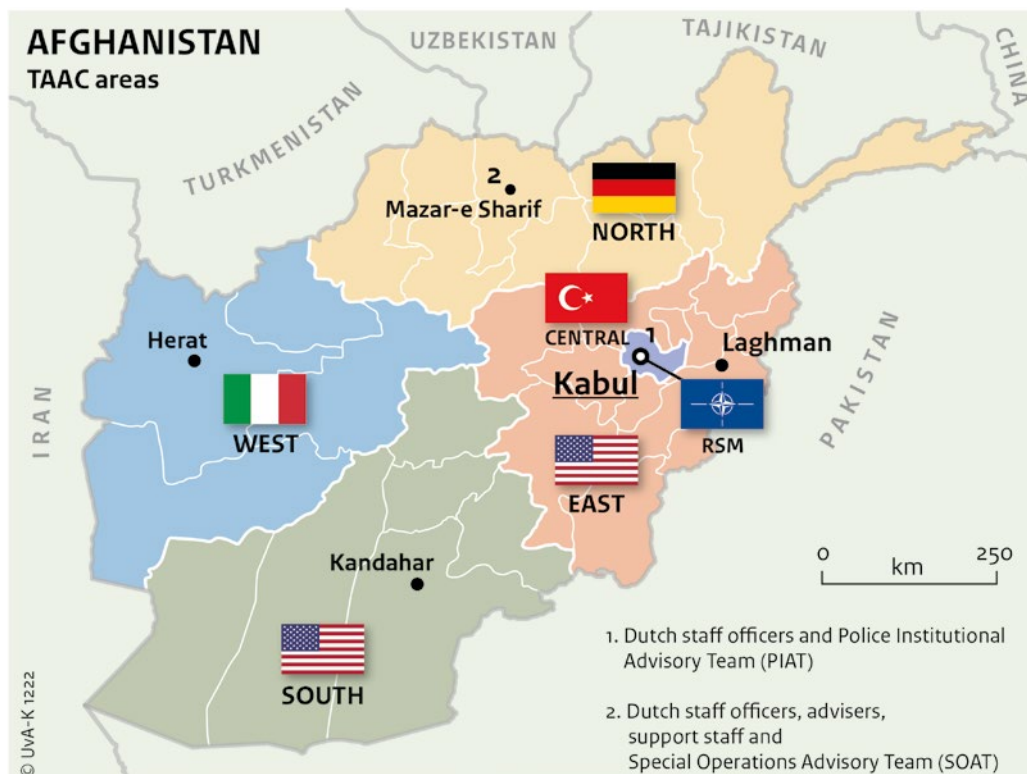 AFGHANISTAN
TAAC areas
UZBEKISTAN
TAJIKISTAN
CHINA
TURKMENISTAN
2
Mazar-e Sharif
NORTH
CENTRAL
1
Laghman
Herat
Kabul
IRAN
WEST
RSM
PAKISTAN
EAST
Kandahar
0 250
km
SOUTH
1. Dutch staff officers and Police Institutional
Advisory Team (PIAT)
2. Dutch staff officers, advisers,
support staff and
Special Operations Advisory Team (SOAT)
© UvA-K 1222